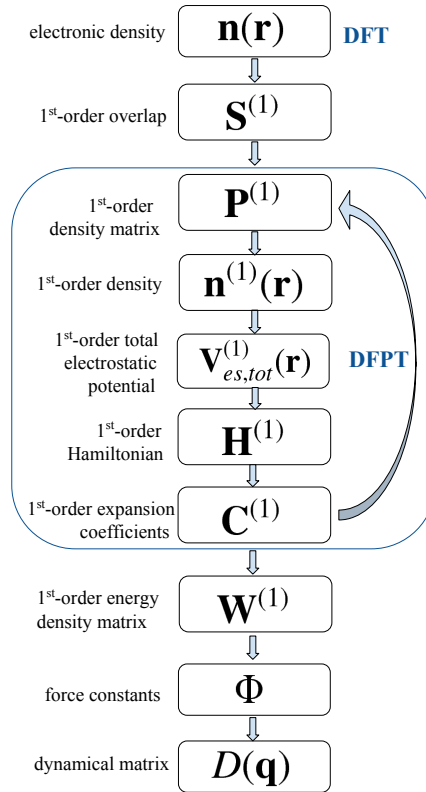 electronic density n(r) DFT
1st-order overlap S(1)
1st-order
density matrix
P(1)
1st-order density n(1)(r)
1st-order total
electrostatic
potential
V(1)es,tot(r)
DFPT
1st-order
Hamiltonian
H(1)
1st-order expansion
coefficients
C(1)
1st-order energy
density matrix
W(1)
force constants Φ
dynamical matrix D(q)